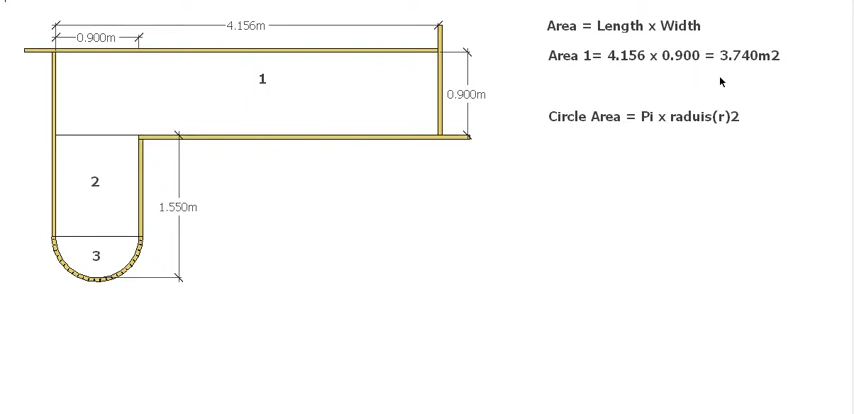 4.156m
0.900m
1
0.900m
2
1.550m
3
Area = Length x Width
Area 1= 4.156 x 0.900 = 3.740m2
Circle Area = Pi x raduis(r)2